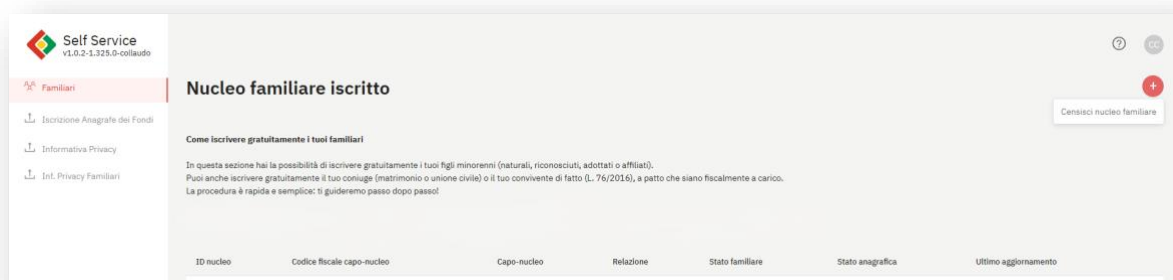 Self Service
v1.0.2-1.325.0-collaudo
CC
Familiari
Iscrizione Anagrafe dei Fondi
Informativa Privacy
Inf. Privacy Familiari
Nucleo familiare iscritto
Censisci nucleo familiare
Come iscrivere gratuitamente i tuoi familiari
In questa sezione hai la possibilità di iscrivere gratuitamente i tuoi figli minorenni (naturali, riconosciuti, adottati o affiliati).
Puoi anche iscrivere gratuitamente il tuo coniuge (matrimonio o unione civile) o il tuo convivente di fatto (L. 76/2016), a patto che siano fiscalmente a carico.
La procedura è rapida e semplice: ti guideremo passo dopo passo!
ID nucleo Codice fiscale capo-nucleo Capo-nucleo Relazione Stato familiare Stato anagrafica Ultimo aggiornamento